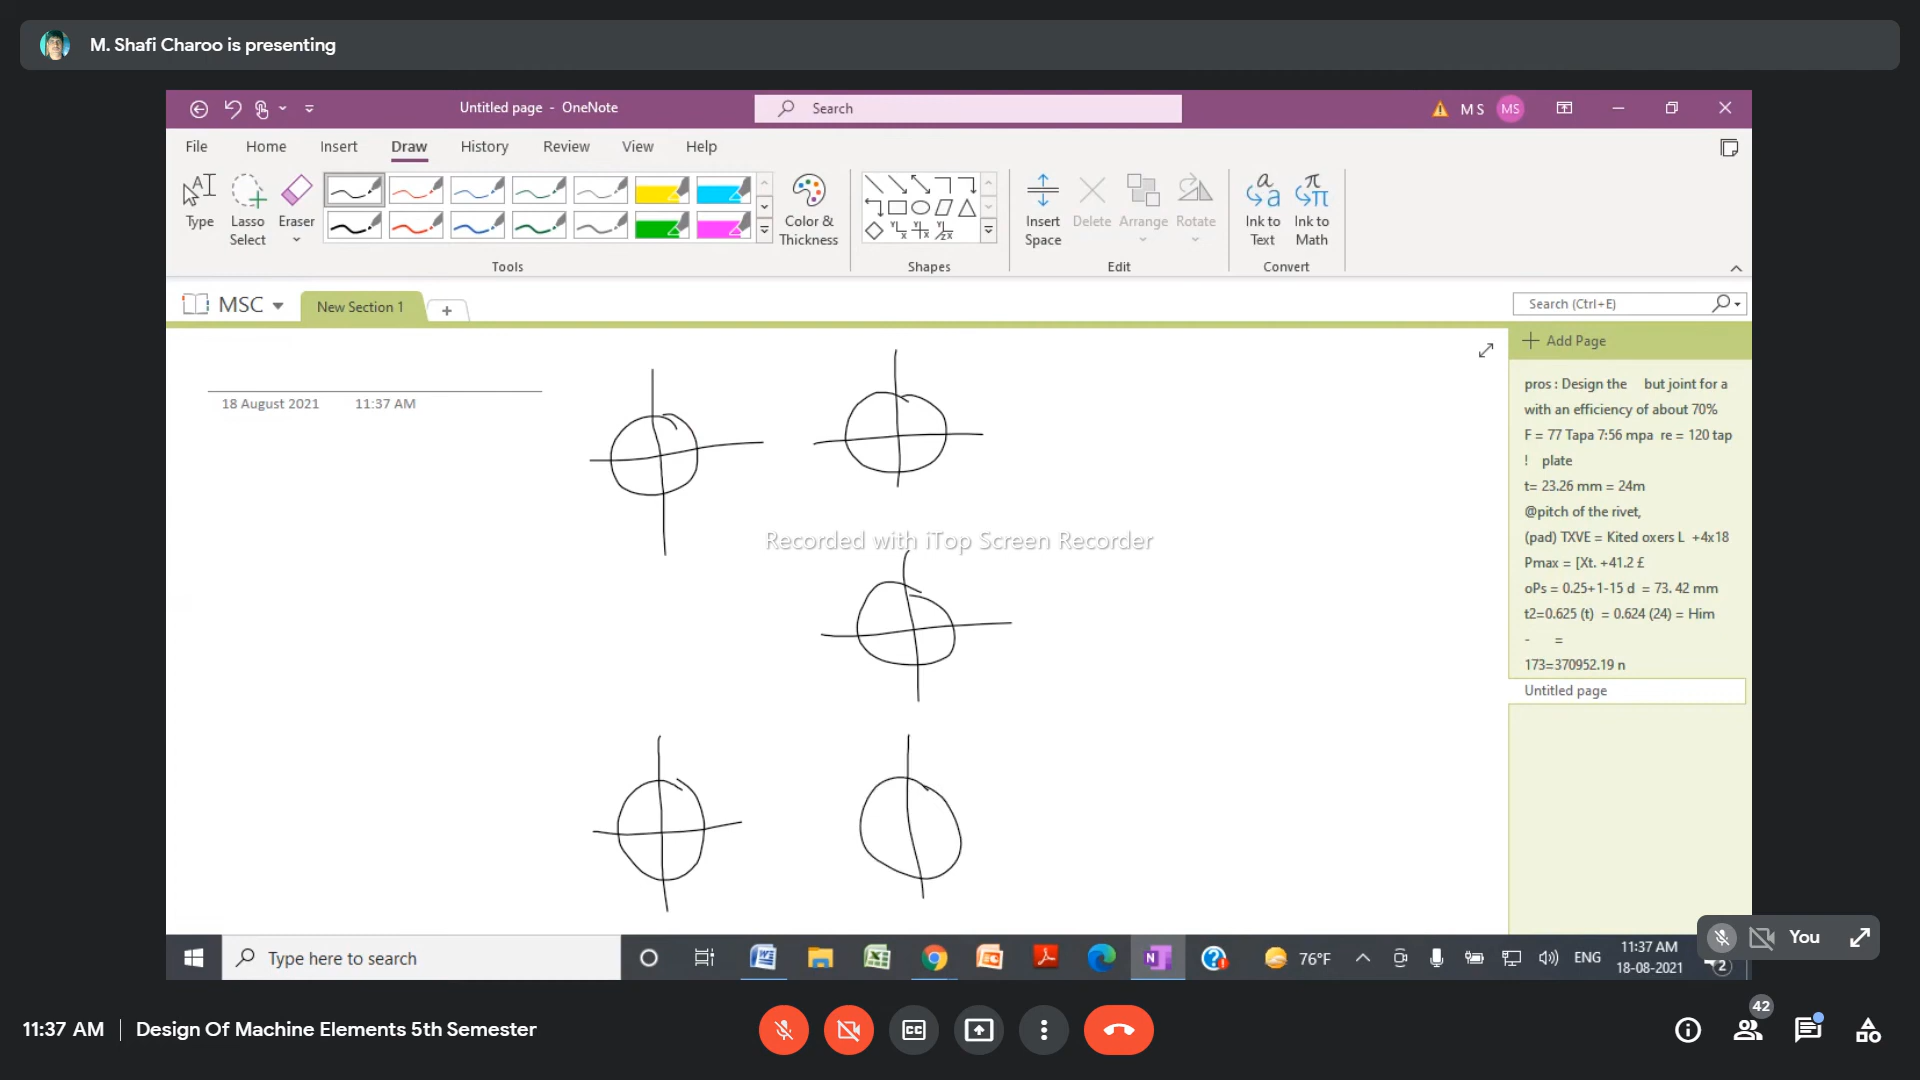 M. Shafi Charoo is presenting
Untitled page - OneNote
Search
M S
MS
File Home Insert Draw History Review View Help
Type
Lasso Select
Eraser
Color & Thickness
Insert Space
Delete
Arrange
Rotate
Ink to Text
Ink to Math
Tools
Shapes
Edit
Convert
MSC
New Section 1
Search (Ctrl+E)
Add Page
18 August 2021 11:37 AM
pros : Design the but joint for a
with an efficiency of about 70%
F = 77 Tapa 7:56 mpa re = 120 tap
! plate
t= 23.26 mm = 24m
@pitch of the rivet,
(pad) TXVE = Kited oxers L +4x18
Pmax = [Xt. +41.2 £
oPs = 0.25+1-15 d = 73. 42 mm
t2=0.625 (t) = 0.624 (24) = Him
- =
173=370952.19 n
Untitled page
Recorded with iTop Screen Recorder
Type here to search
76°F
ENG
11:37 AM
18-08-2021
2
You
11:37 AM
Design Of Machine Elements 5th Semester
CC
42